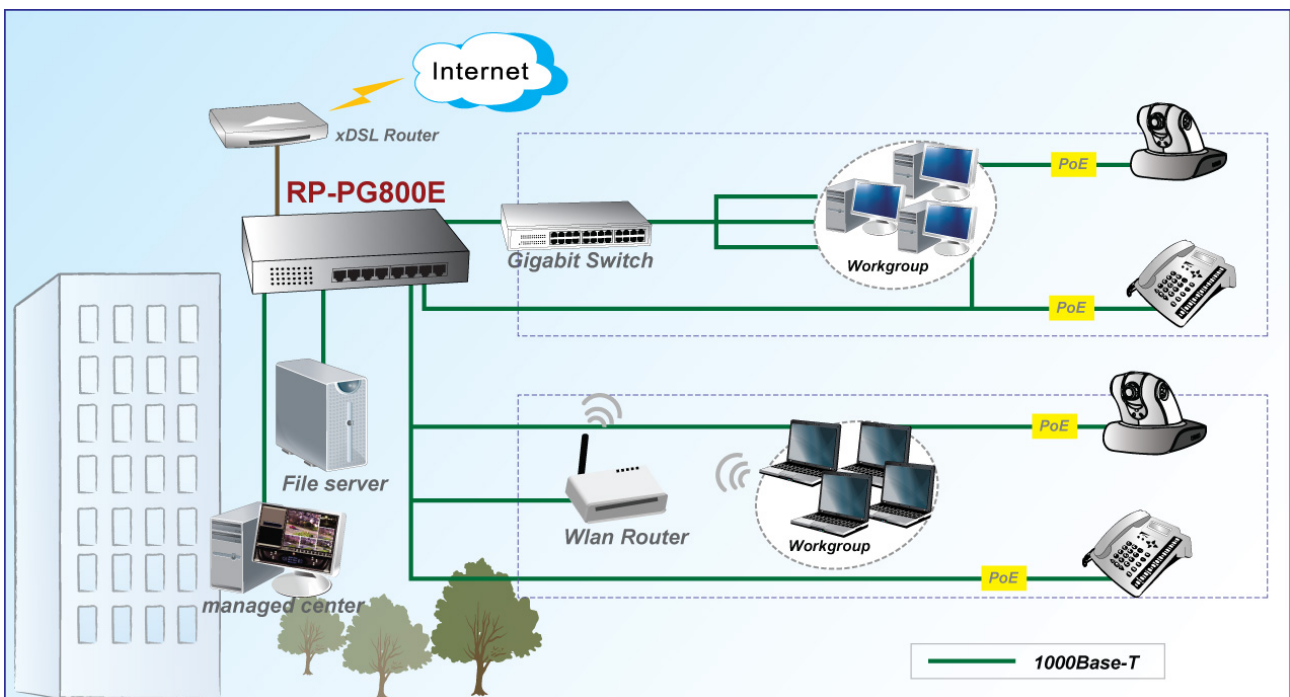 Internet
xDSL Router
RP-PG800E
PoE
Gigabit Switch
Workgroup
PoE
File server
PoE
Wlan Router
Workgroup
PoE
managed center
1000Base-T